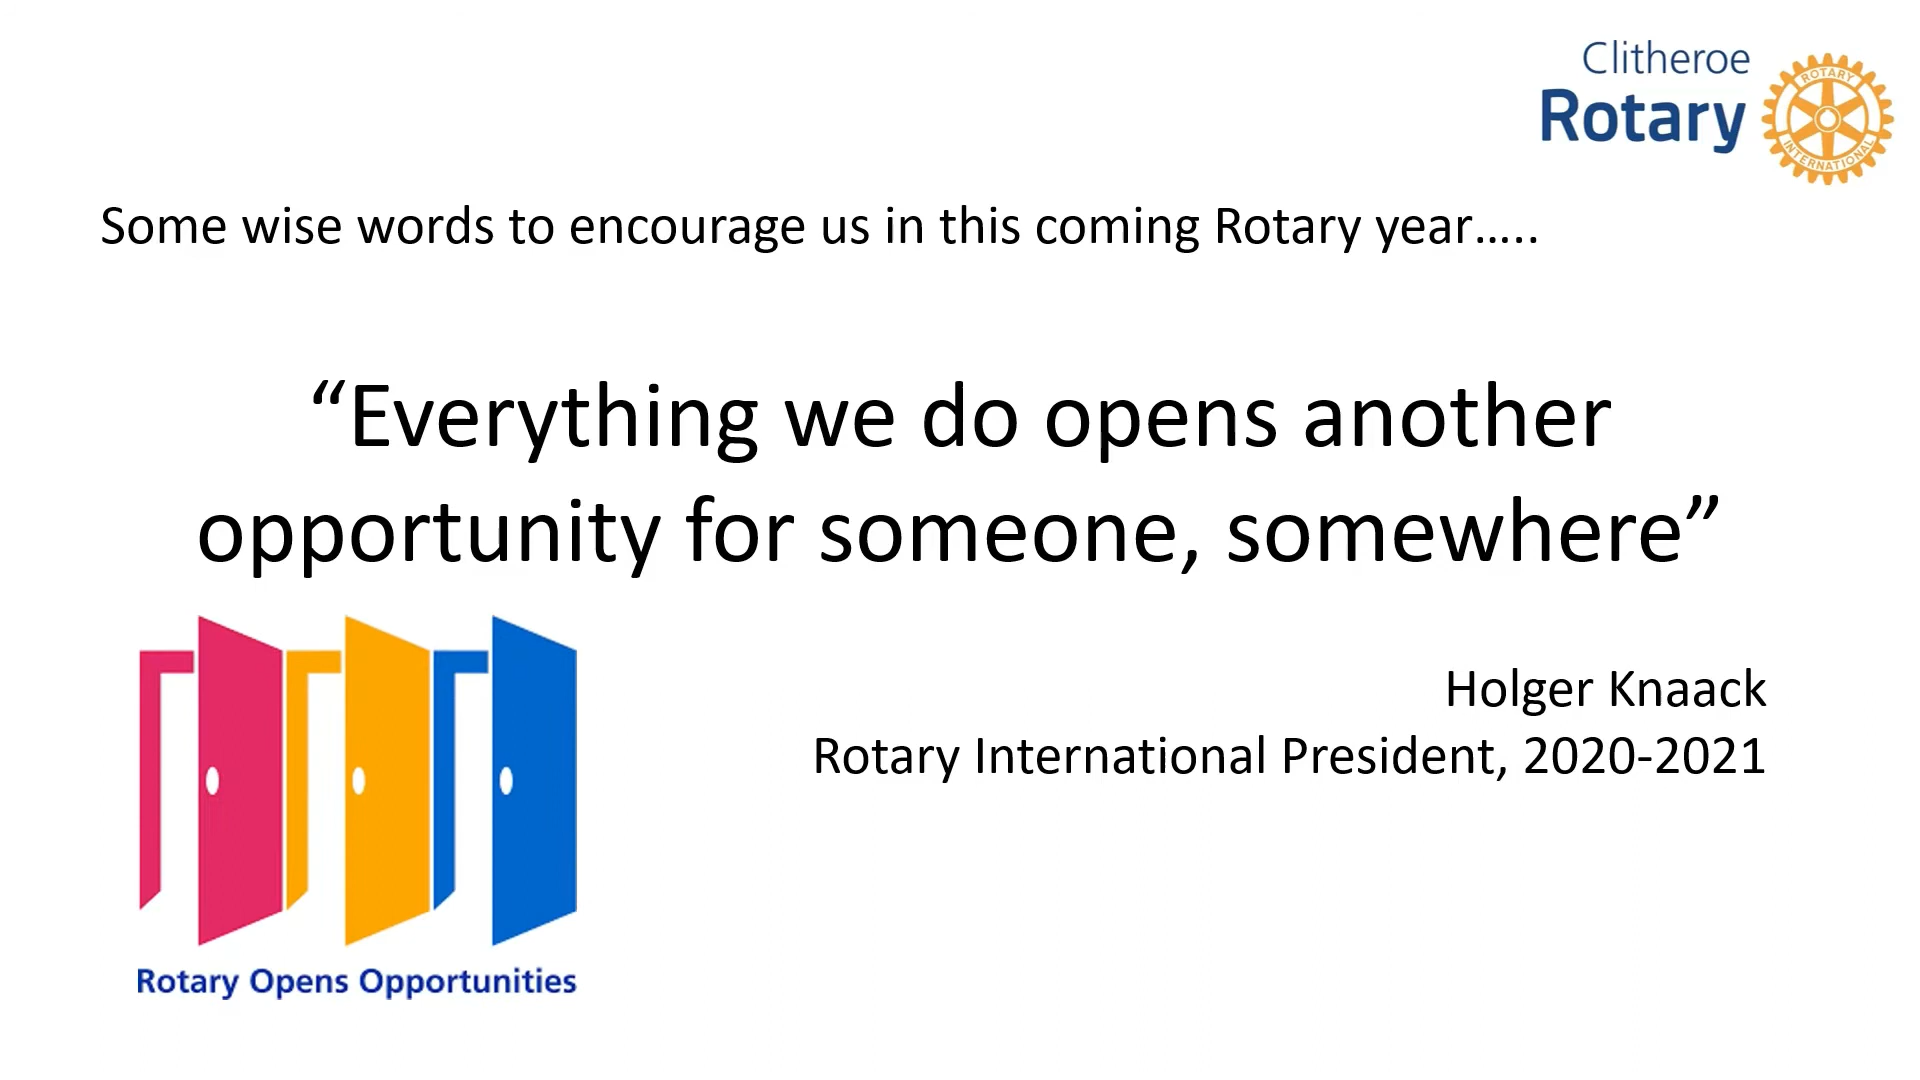 Clitheroe
Rotary
ROTARY
INTERNATIONAL
Some wise words to encourage us in this coming Rotary year…..
“Everything we do opens another
opportunity for someone, somewhere”
Holger Knaack
Rotary International President, 2020-2021
Rotary Opens Opportunities